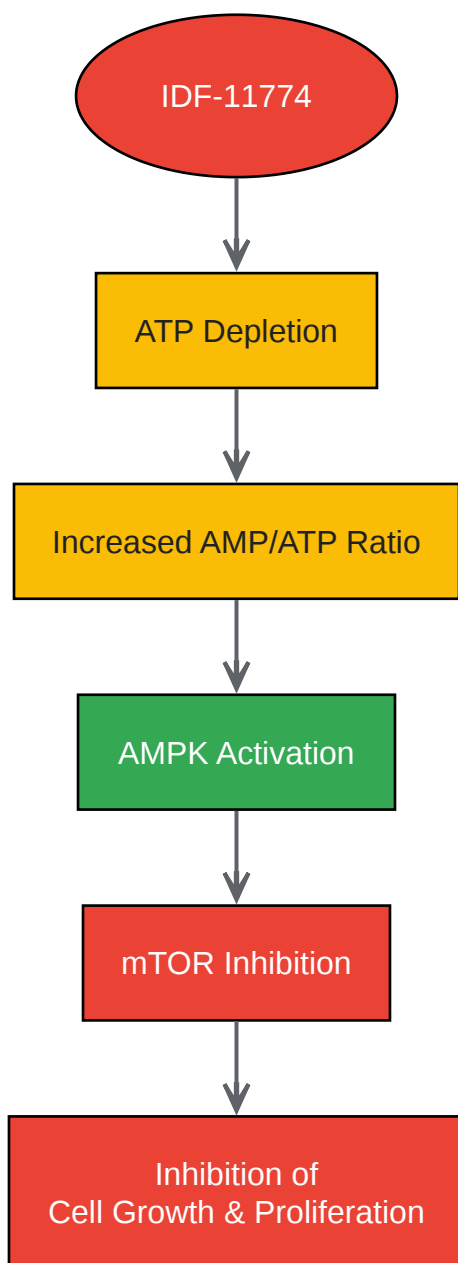 IDF-11774
ATP Depletion
Increased AMP/ATP Ratio
AMPK Activation
mTOR Inhibition
Inhibition of
Cell Growth & Proliferation